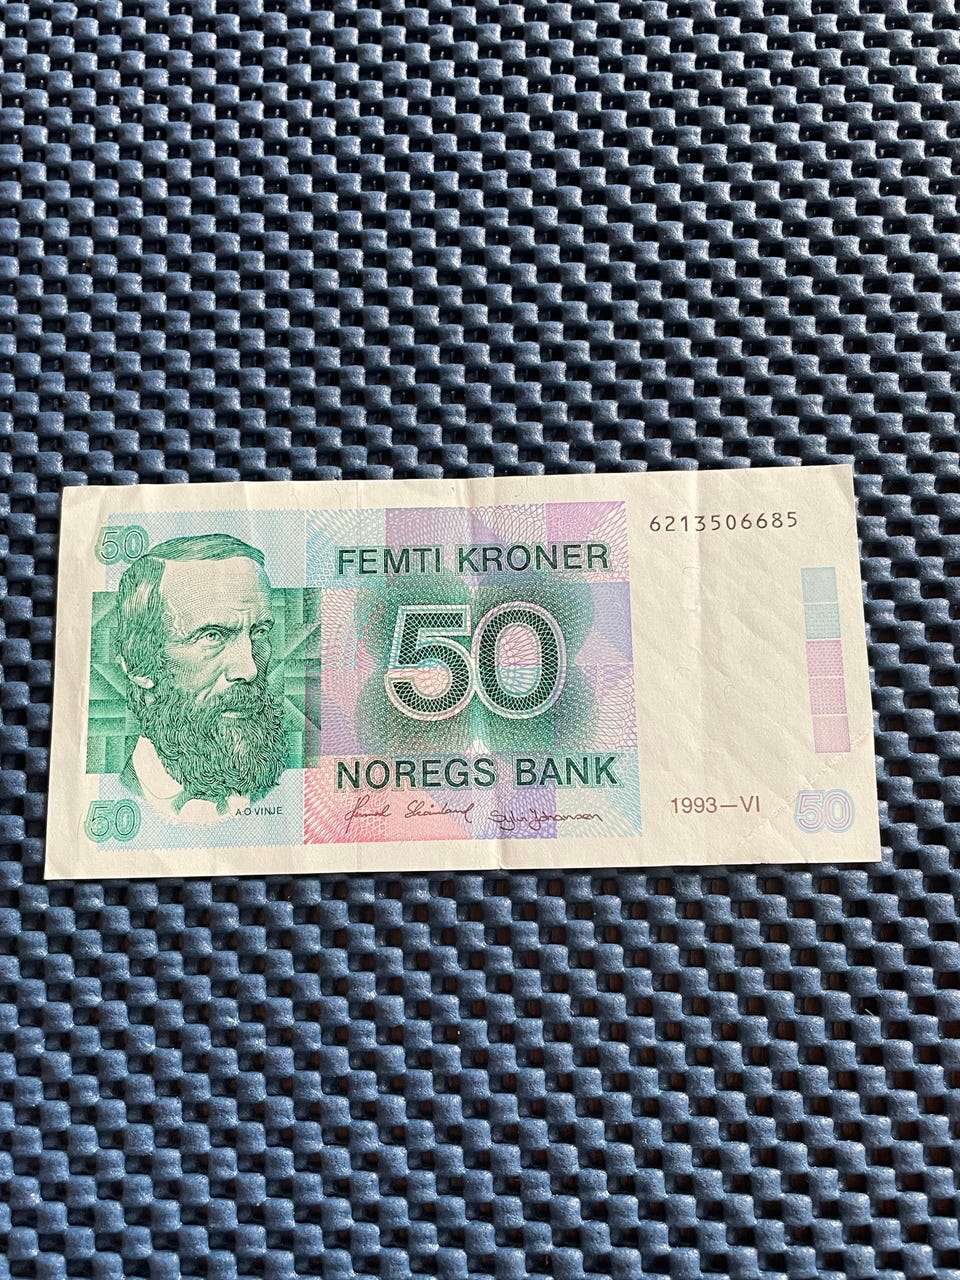 50
FEMTI KRONER
6213506685
50
NOREGS BANK
50
A.O.VINJE
1993–VI
50